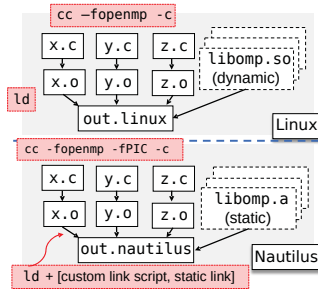 cc –fopenmp -c
x.c y.c z.c
libomp.so
(dynamic)
x.o y.o z.o
ld
out.linux
Linux
cc -fopenmp -fPIC -c
x.c y.c z.c
libomp.a
(static)
x.o y.o z.o
out.nautilus
Nautilus
ld + [custom link script, static link]